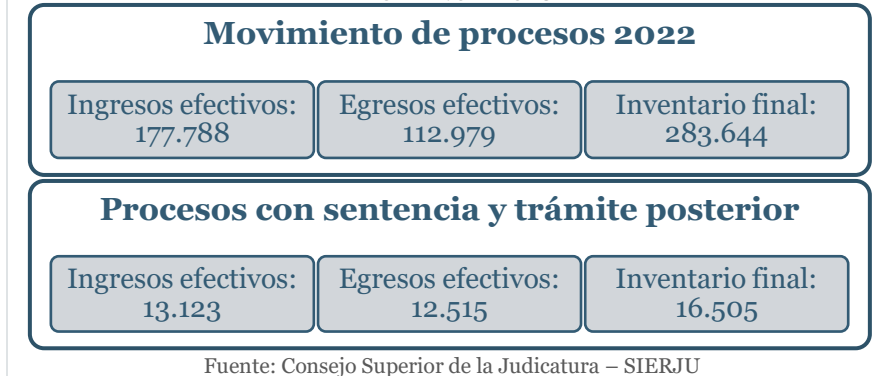 Movimiento de procesos 2022
Ingresos efectivos:
177.788
Egresos efectivos:
112.979
Inventario final:
283.644
Procesos con sentencia y trámite posterior
Ingresos efectivos:
13.123
Egresos efectivos:
12.515
Inventario final:
16.505
Fuente: Consejo Superior de la Judicatura – SIERJU